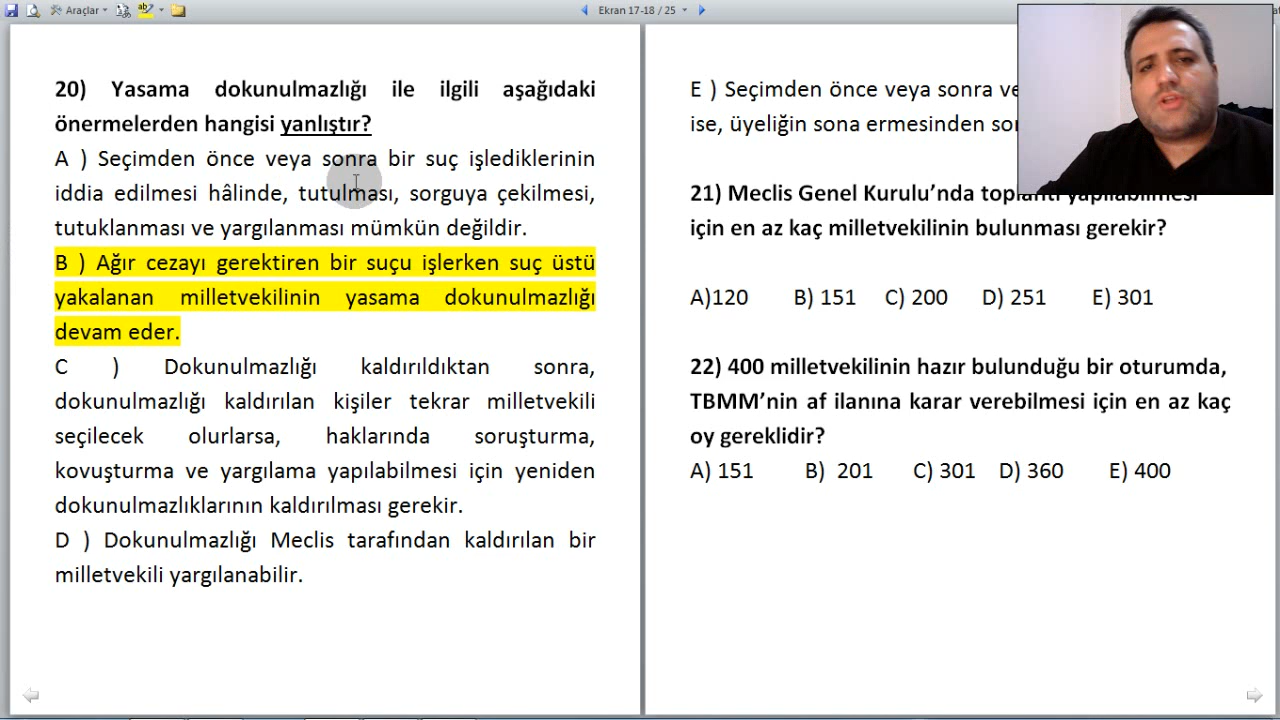 Araçlar
Ekran 17-18 / 25
20) Yasama dokunulmazlığı ile ilgili aşağıdaki
önermelerden hangisi yanlıştır?
A ) Seçimden önce veya sonra bir suç işlediklerinin
iddia edilmesi hâlinde, tutulması, sorguya çekilmesi,
tutuklanması ve yargılanması mümkün değildir.
B ) Ağır cezayı gerektiren bir suçu işlerken suç üstü
yakalanan milletvekilinin yasama dokunulmazlığı
devam eder.
C ) Dokunulmazlığı kaldırıldıktan sonra,
dokunulmazlığı kaldırılan kişiler tekrar milletvekili
seçilecek olurlarsa, haklarında soruşturma,
kovuşturma ve yargılama yapılabilmesi için yeniden
dokunulmazlıklarının kaldırılması gerekir.
D ) Dokunulmazlığı Meclis tarafından kaldırılan bir
milletvekili yargılanabilir.
E ) Seçimden önce veya sonra
ise, üyeliğin sona ermesinden
21) Meclis Genel Kurulu’nda toplantı yapılabilmesi
için en az kaç milletvekilinin bulunması gerekir?
A)120 B) 151 C) 200 D) 251 E) 301
22) 400 milletvekilinin hazır bulunduğu bir oturumda,
TBMM’nin af ilanına karar verebilmesi için en az kaç
oy gereklidir?
A) 151 B) 201 C) 301 D) 360 E) 400